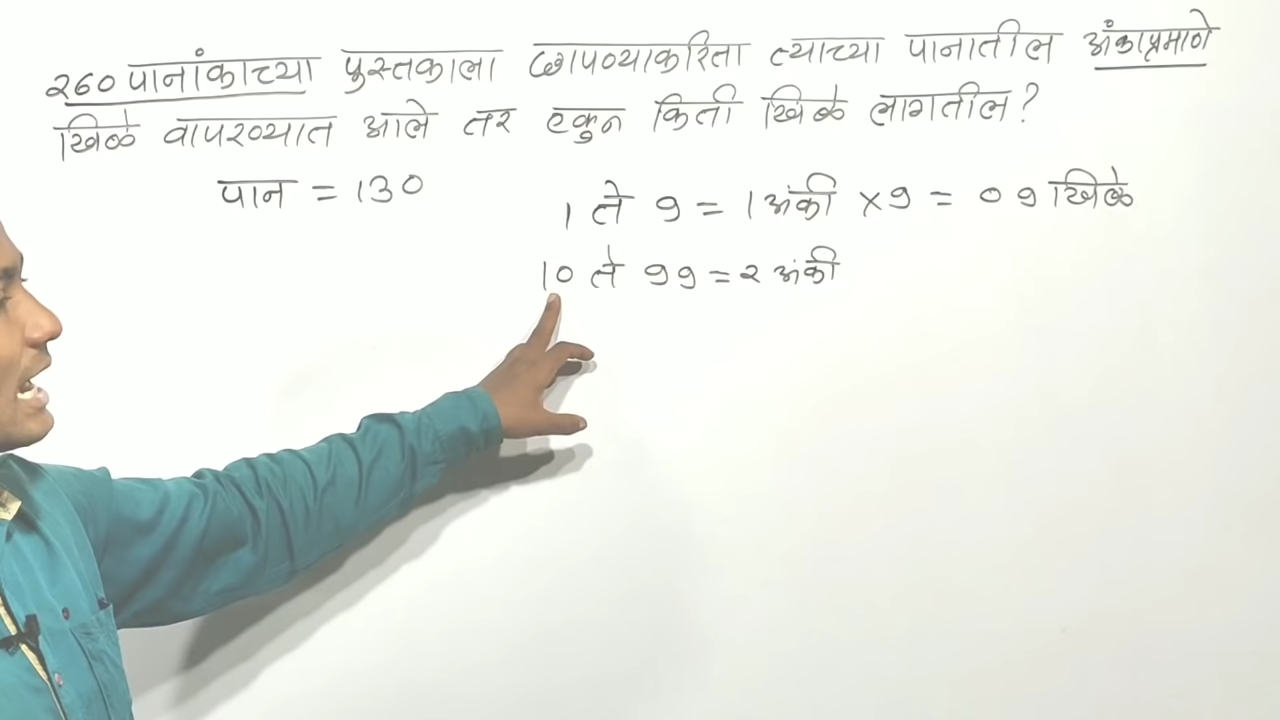 २६० पानांकाच्या पुस्तकाला छापण्याकरिता त्याच्या पानातील अंकाप्रमाणे
खिळे वापरण्यात आले तर एकुन किती खिळे लागतील ?
पान = 130
1 ते 9 = 1 अंकी × 9 = 09 खिळे
10 ते 99 = २ अंकी